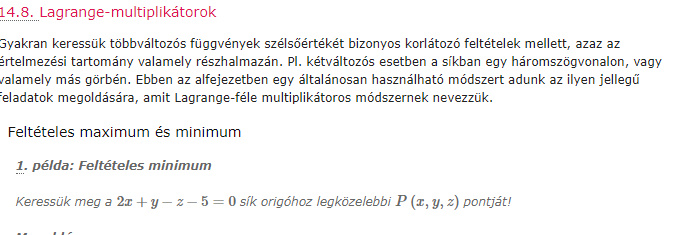 14.8. Lagrange-multiplikátorok
Gyakran keressük többváltozós függvények szélsőértékét bizonyos korlátozó feltételek mellett, azaz az
értelmezési tartomány valamely részhalmazán. Pl. kétváltozós esetben a síkban egy háromszögvonalon, vagy
valamely más görbén. Ebben az alfejezetben egy általánosan használható módszert adunk az ilyen jellegű
feladatok megoldására, amit Lagrange-féle multiplikátoros módszernek nevezzük.
Feltételes maximum és minimum
1. példa: Feltételes minimum
Keressük meg a 2x + y − z − 5 = 0 sík origóhoz legközelebbi P (x, y, z) pontját!